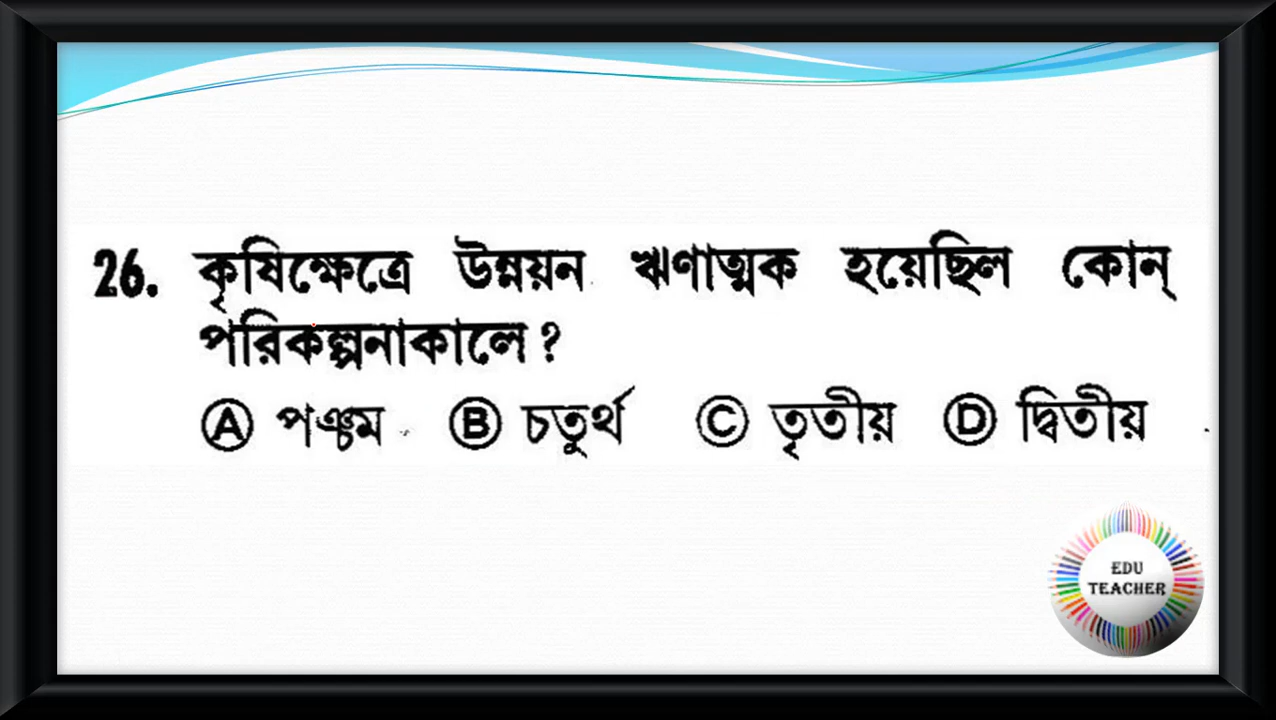 26. কৃষিক্ষেত্রে উন্নয়ন ঋণাত্মক হয়েছিল কোন্
পরিকল্পনাকালে ?
Ⓐ পঞ্চম Ⓑ চতুর্থ Ⓒ তৃতীয় Ⓓ দ্বিতীয়
EDU
TEACHER